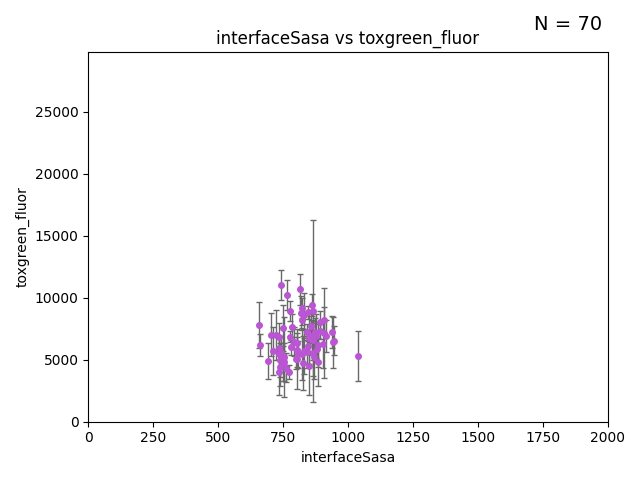 N = 70
interfaceSasa vs toxgreen_fluor
toxgreen_fluor
25000
20000
15000
10000
5000
0
0 250 500 750 1000 1250 1500 1750 2000
interfaceSasa